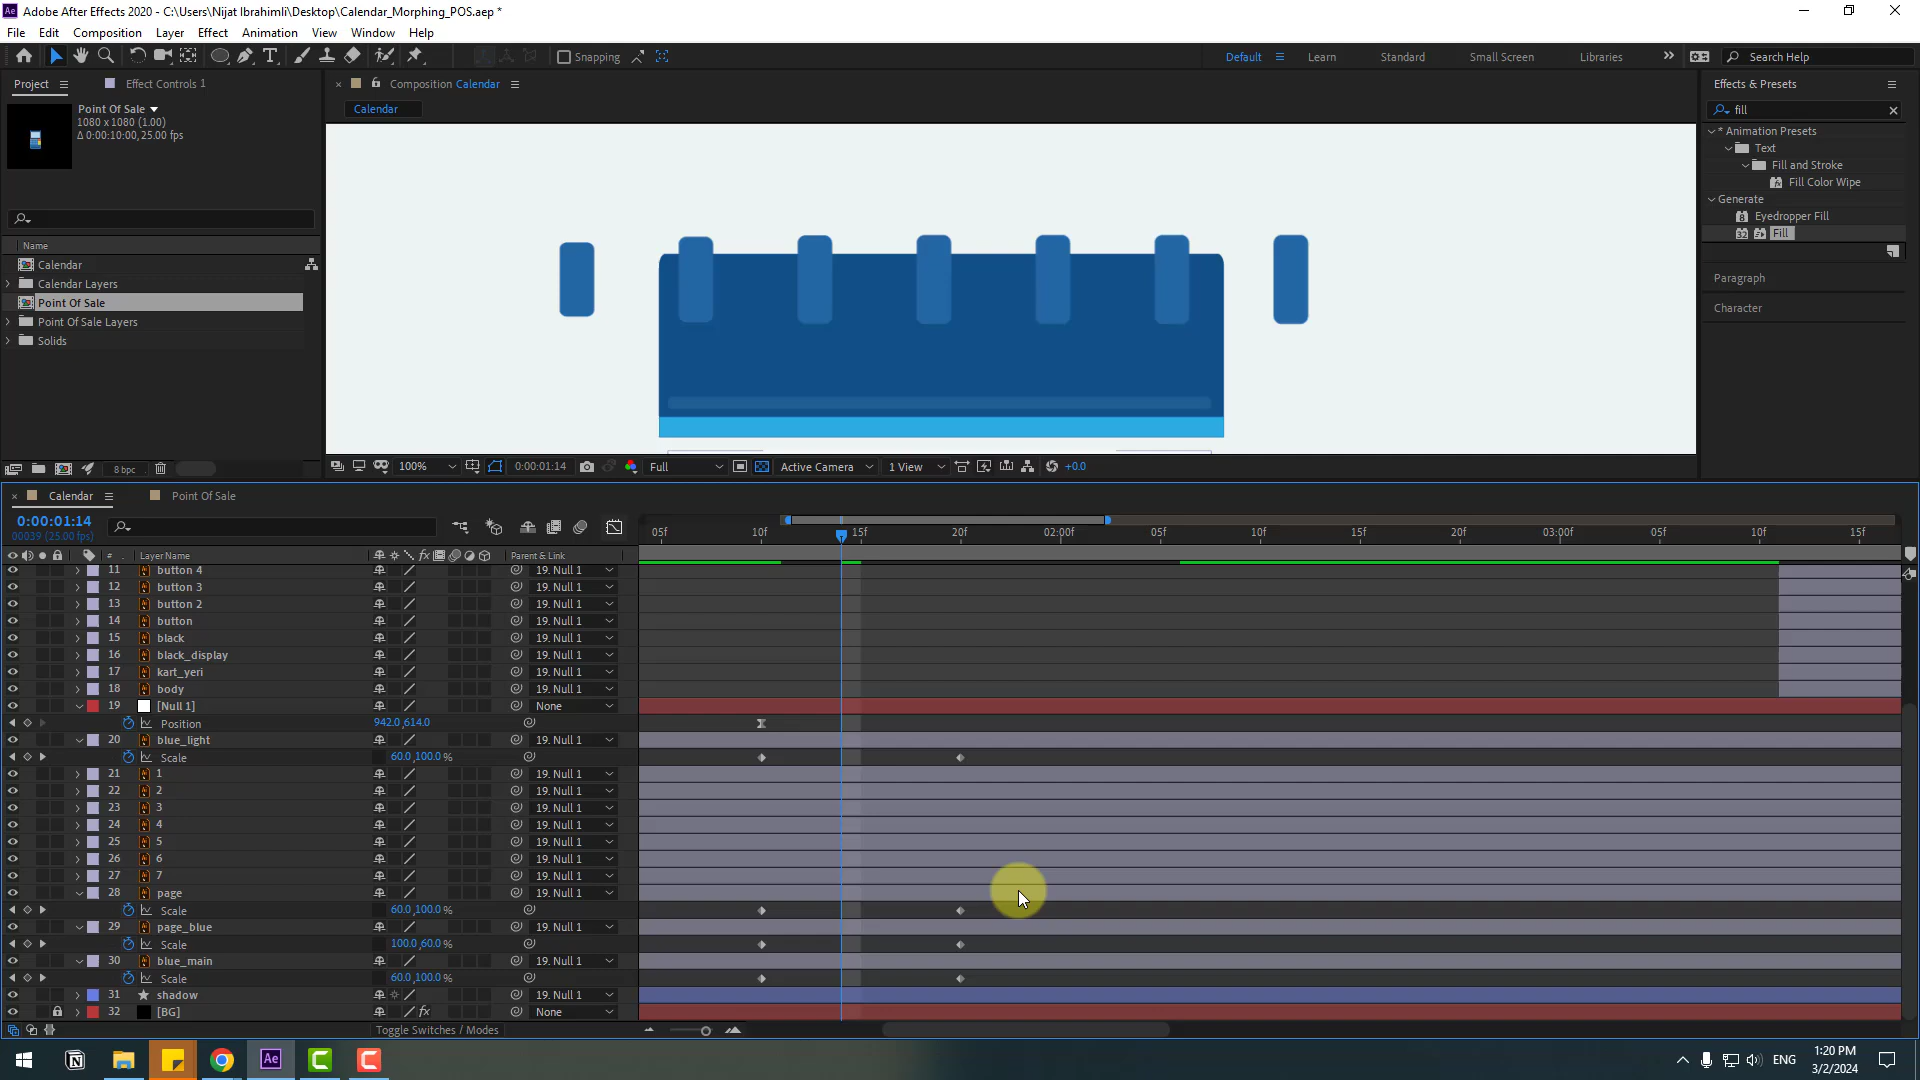 Adobe After Effects 2020 - C:\Users\Nijat Ibrahimli\Desktop\Calendar_Morphing_POS.aep *
File Edit Composition Layer Effect Animation View Window Help
Snapping Default Learn Standard Small Screen Libraries Search Help
Project Effect Controls 1
Composition Calendar
Effects & Presets
Calendar
Point Of Sale
1080 x 1080 (1.00)
Δ 0:00:10:00, 25.00 fps
fill
* Animation Presets
Text
Fill and Stroke
Fill Color Wipe
Generate
Eyedropper Fill
Fill
Paragraph
Character
Name
Calendar
Calendar Layers
Point Of Sale
Point Of Sale Layers
Solids
8 bpc
100% 0:00:01:14 Full Active Camera 1 View +0.0
Calendar Point Of Sale
0:00:01:14
00039 (25.00 fps)
05f 10f 15f 20f 02:00f 05f 10f 15f 20f 03:00f 05f 10f 15f
# Layer Name Parent & Link
11 button 4 19. Null 1
12 button 3 19. Null 1
13 button 2 19. Null 1
14 button 19. Null 1
15 black 19. Null 1
16 black_display 19. Null 1
17 kart_yeri 19. Null 1
18 body 19. Null 1
19 [Null 1] None
Position 942.0,614.0
20 blue_light 19. Null 1
Scale 60.0,100.0 %
21 1 19. Null 1
22 2 19. Null 1
23 3 19. Null 1
24 4 19. Null 1
25 5 19. Null 1
26 6 19. Null 1
27 7 19. Null 1
28 page 19. Null 1
Scale 60.0,100.0 %
29 page_blue 19. Null 1
Scale 100.0,60.0 %
30 blue_main 19. Null 1
Scale 60.0,100.0 %
31 shadow 19. Null 1
32 [BG] None
Toggle Switches / Modes
ENG
1:20 PM
3/2/2024